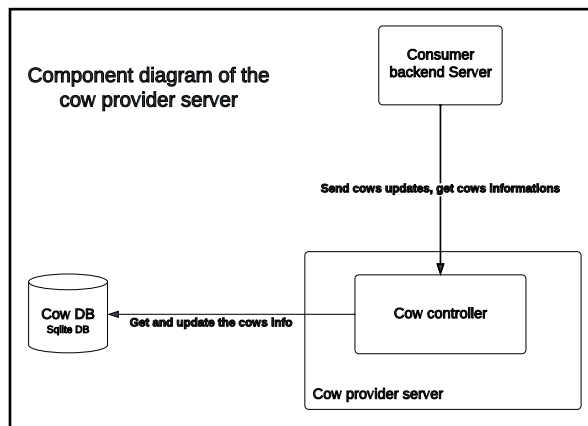 Component diagram of the
cow provider server
Consumer
backend Server
Send cows updates, get cows informations
Cow DB
Sqlite DB
Get and update the cows info
Cow controller
Cow provider server